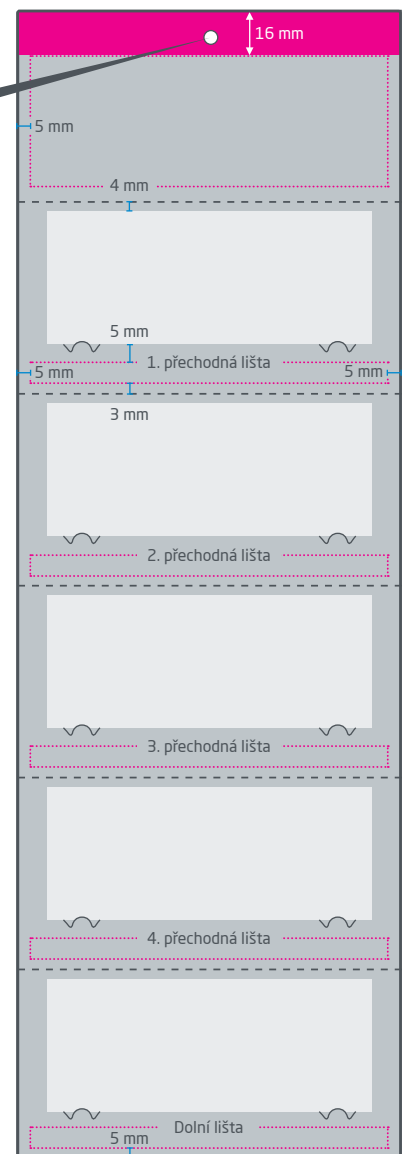 16 mm
5 mm
4 mm
5 mm
1. přechodná lišta
5 mm
5 mm
3 mm
2. přechodná lišta
3. přechodná lišta
4. přechodná lišta
Dolní lišta
5 mm